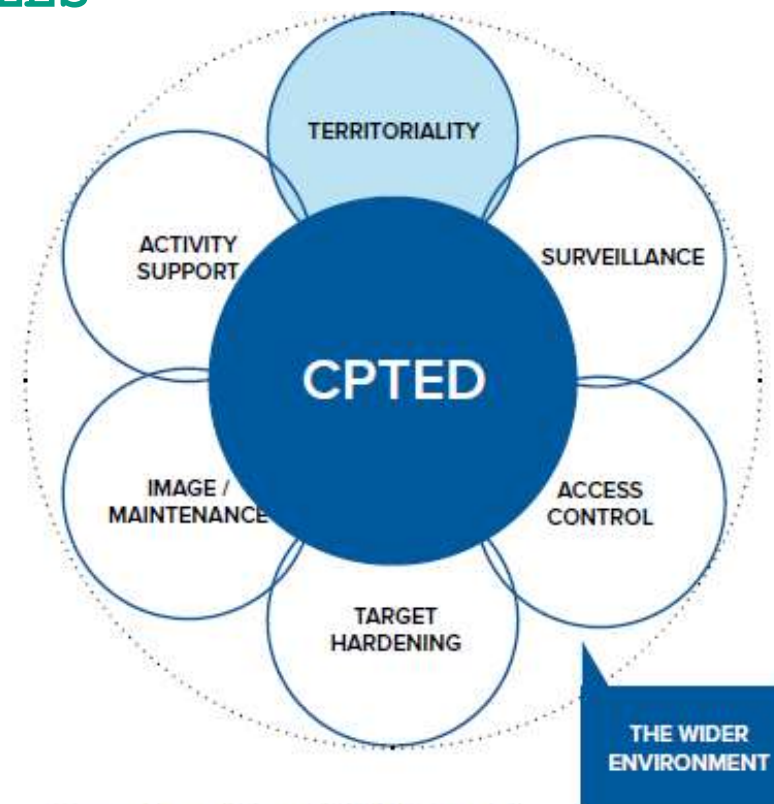 TERRITORIALITY
ACTIVITY
SUPPORT
SURVEILLANCE
CPTED
IMAGE /
MAINTENANCE
ACCESS
CONTROL
TARGET
HARDENING
THE WIDER
ENVIRONMENT